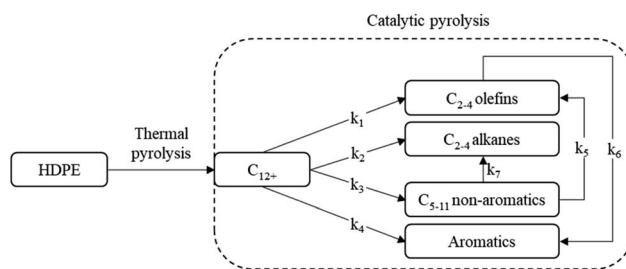 Catalytic pyrolysis
Thermal
pyrolysis
HDPE
C₁₂₊
k₁
k₂
k₃
k₄
C₂₋₄ olefins
C₂₋₄ alkanes
k₇
C₅₋₁₁ non-aromatics
Aromatics
k₅
k₆